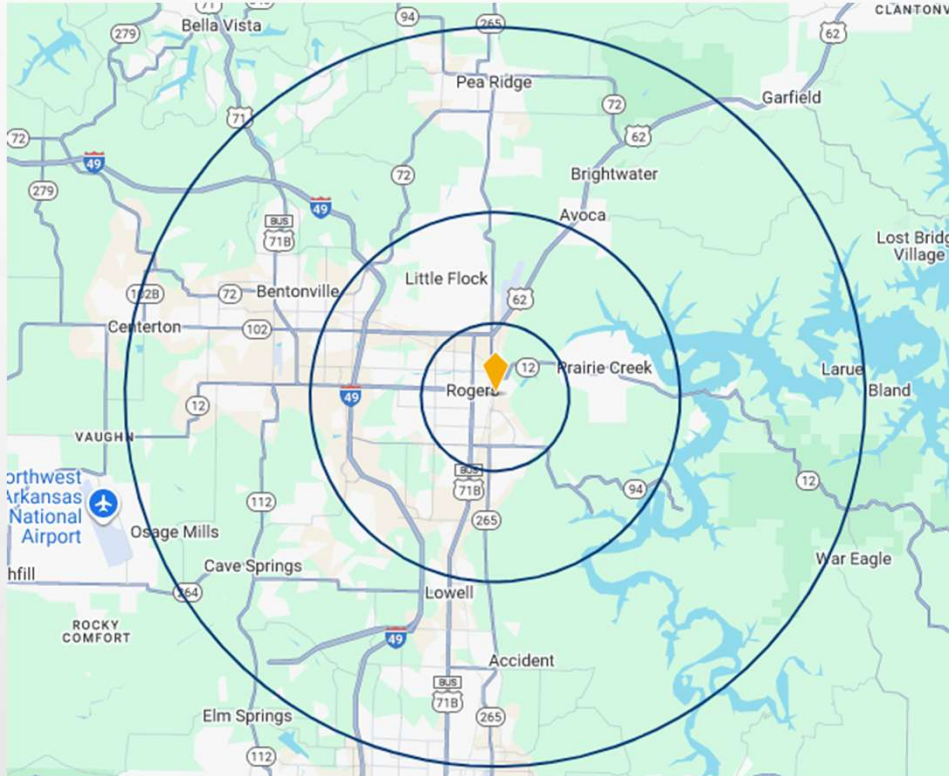 71
94
265
CLANTONV
Bella Vista
279
62
Pea Ridge
72
Garfield
71
62
72
49
72
Brightwater
279
49
Avoca
BUS
71B
Lost Bridg
Village
Little Flock
102B
72
Bentonville
62
Centerton
102
12
Prairie Creek
Larue
Rogers
Bland
49
12
VAUGHN
orthwest
Arkansas
National
Airport
BUS
71B
94
12
112
265
Osage Mills
War Eagle
Cave Springs
hfill
264
Lowell
ROCKY
COMFORT
49
Accident
BUS
71B
Elm Springs
265
112